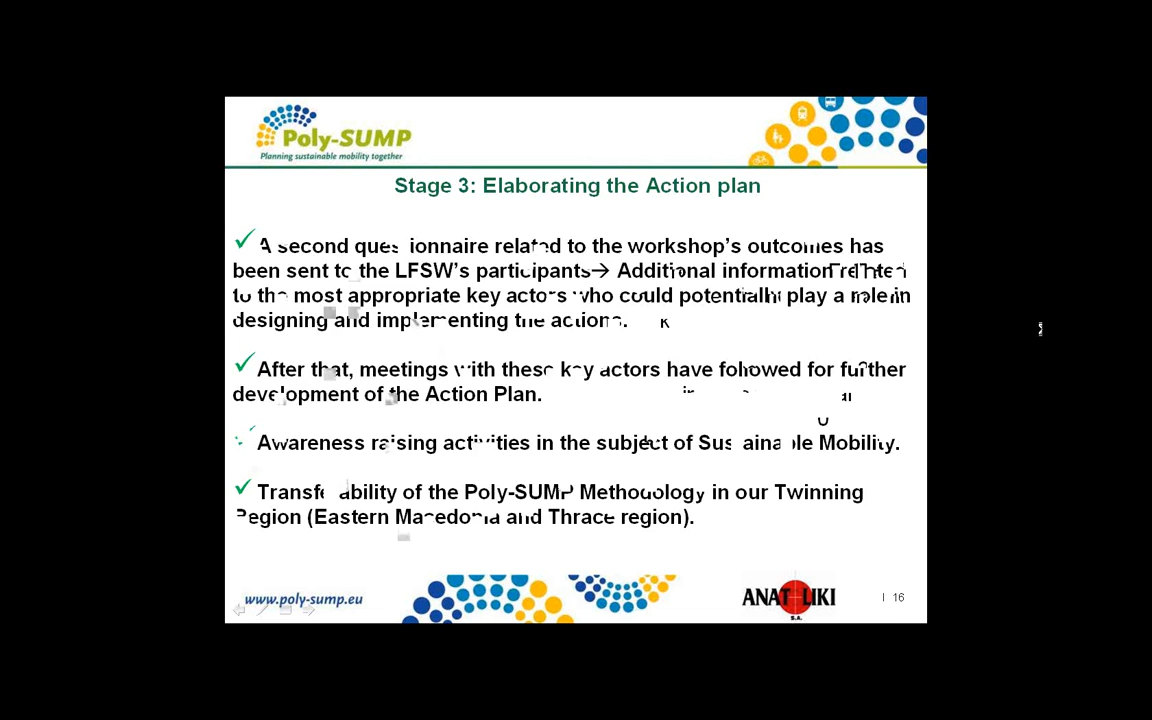 Poly-SUMP
Planning sustainable mobility together
Stage 3: Elaborating the Action plan
A second questionnaire related to the workshop's outcomes has
been sent to the LFSW's participants→ Additional information related
to the most appropriate key actors who could potentially play a role in
designing and implementing the actions.
After that, meetings with these key actors have followed for further
development of the Action Plan.
Awareness raising activities in the subject of Sustainable Mobility.
Transferability of the Poly-SUMP Methodology in our Twinning
Region (Eastern Macedonia and Thrace region).
www.poly-sump.eu
ANATOLIKI
S.A.
| 16